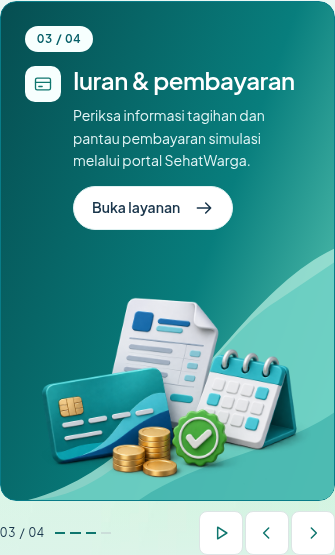 03 / 04
Iuran & pembayaran
Periksa informasi tagihan dan
pantau pembayaran simulasi
melalui portal SehatWarga.
Buka layanan
03 / 04